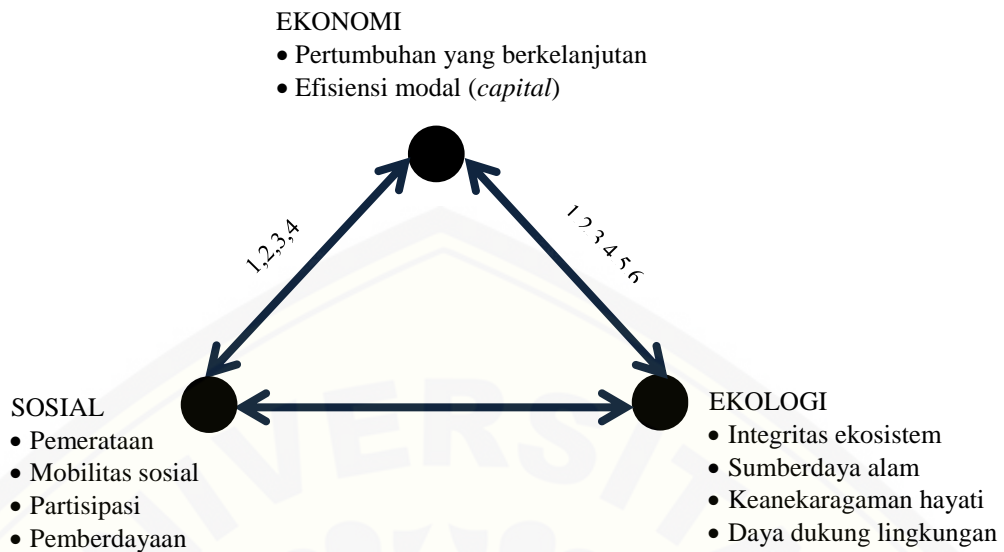 EKONOMI
• Pertumbuhan yang berkelanjutan
• Efisiensi modal (capital)
1,2,3,4
1,2,3,4,5,6
SOSIAL
• Pemerataan
• Mobilitas sosial
• Partisipasi
• Pemberdayaan
EKOLOGI
• Integritas ekosistem
• Sumberdaya alam
• Keanekaragaman hayati
• Daya dukung lingkungan